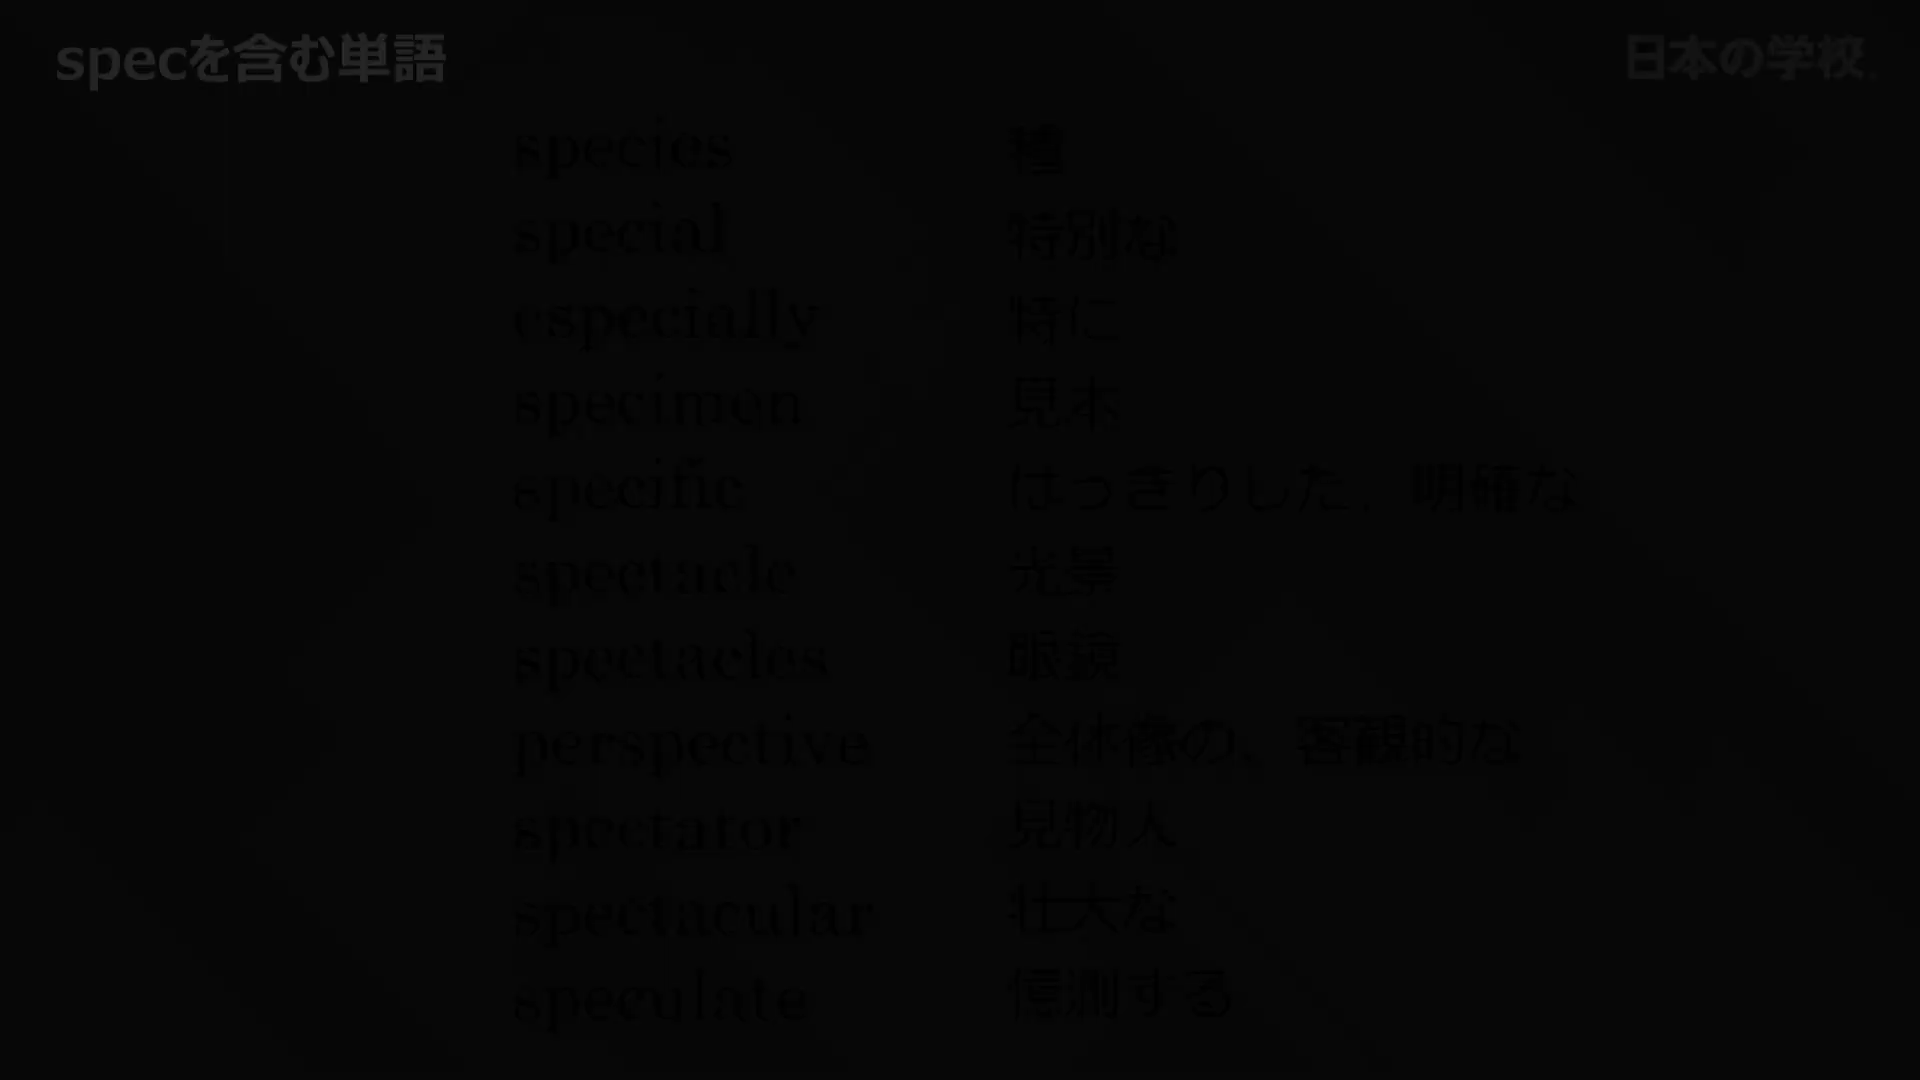 specを含む単語
日本の学校.
species 種
special 特別な
especially 特に
specimen 見本
specific はっきりした、明確な
spectacle 光景
spectacles 眼鏡
perspective 全体像の、客観的な
spectator 見物人
spectacular 壮大な
speculate 憶測する